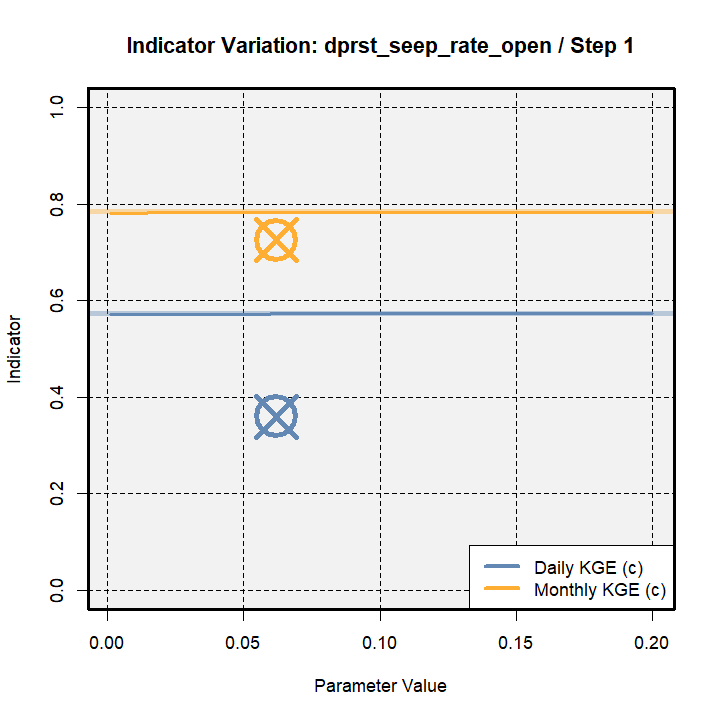 Indicator Variation: dprst_seep_rate_open / Step 1
1.0
0.8
0.6
0.4
0.2
0.0
Indicator
Daily KGE (c)
Monthly KGE (c)
0.00 0.05 0.10 0.15 0.20
Parameter Value